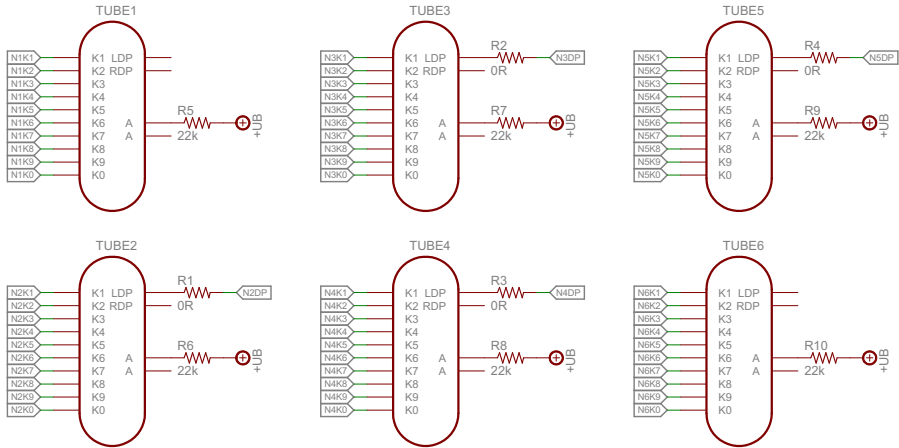 TUBE1
N1K1 K1 LDP
N1K2 K2 RDP
N1K3 K3
N1K4 K4
N1K5 K5 R5
N1K6 K6 A +UB
N1K7 K7 A 22k
N1K8 K8
N1K9 K9
N1K0 K0
TUBE3
R2
N3K1 K1 LDP N3DP
N3K2 K2 RDP 0R
N3K3 K3
N3K4 K4
N3K5 K5 R7
N3K6 K6 A +UB
N3K7 K7 A 22k
N3K8 K8
N3K9 K9
N3K0 K0
TUBE5
R4
N5K1 K1 LDP N5DP
N5K2 K2 RDP 0R
N5K3 K3
N5K4 K4
N5K5 K5 R9
N5K6 K6 A +UB
N5K7 K7 A 22k
N5K8 K8
N5K9 K9
N5K0 K0
TUBE2
R1
N2K1 K1 LDP N2DP
N2K2 K2 RDP 0R
N2K3 K3
N2K4 K4
N2K5 K5 R6
N2K6 K6 A +UB
N2K7 K7 A 22k
N2K8 K8
N2K9 K9
N2K0 K0
TUBE4
R3
N4K1 K1 LDP N4DP
N4K2 K2 RDP 0R
N4K3 K3
N4K4 K4
N4K5 K5 R8
N4K6 K6 A +UB
N4K7 K7 A 22k
N4K8 K8
N4K9 K9
N4K0 K0
TUBE6
N6K1 K1 LDP
N6K2 K2 RDP
N6K3 K3
N6K4 K4
N6K5 K5 R10
N6K6 K6 A +UB
N6K7 K7 A 22k
N6K8 K8
N6K9 K9
N6K0 K0